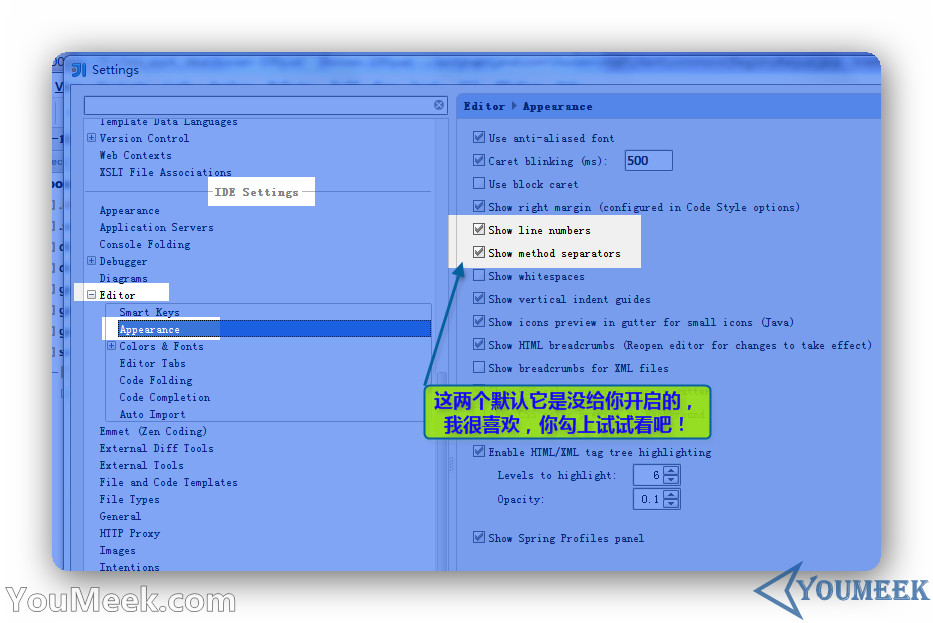 Settings
Template Data Languages
Version Control
Web Contexts
XSLT File Associations
IDE Settings
Appearance
Application Servers
Console Folding
Debugger
Diagrams
Editor
Smart Keys
Appearance
Colors & Fonts
Editor Tabs
Code Folding
Code Completion
Auto Import
Emmet (Zen Coding)
External Diff Tools
External Tools
File and Code Templates
File Types
General
HTTP Proxy
Images
Intentions
Editor Appearance
Use anti-aliased font
Caret blinking (ms): 500
Use block caret
Show right margin (configured in Code Style options)
Show line numbers
Show method separators
Show whitespaces
Show vertical indent guides
Show icons preview in gutter for small icons (Java)
Show HTML breadcrumbs (Reopen editor for changes to take effect)
Show breadcrumbs for XML files
这两个默认它是没给你开启的，
我很喜欢，你勾上试试看吧！
Enable HTML/XML tag tree highlighting
Levels to highlight: 6
Opacity: 0.1
Show Spring Profiles panel
YouMeek.com
YOUMEEK